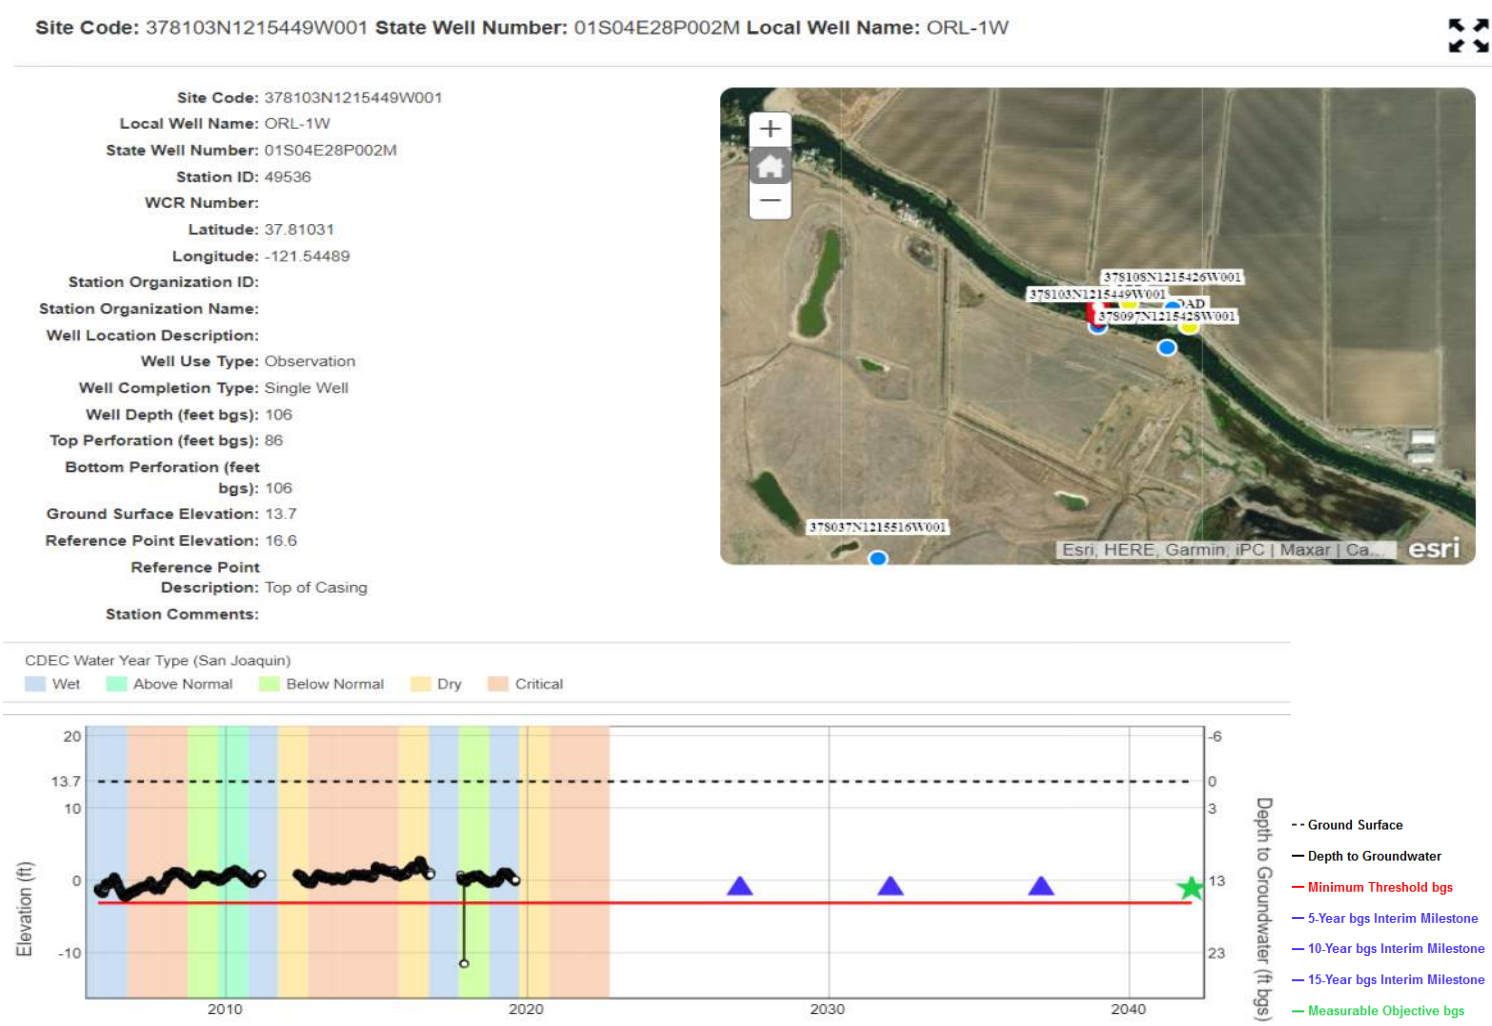 Site Code: 378103N1215449W001 State Well Number: 01S04E28P002M Local Well Name: ORL-1W
Site Code: 378103N1215449W001
Local Well Name: ORL-1W
State Well Number: 01S04E28P002M
Station ID: 49536
WCR Number:
Latitude: 37.81031
Longitude: -121.54489
Station Organization ID:
Station Organization Name:
Well Location Description:
Well Use Type: Observation
Well Completion Type: Single Well
Well Depth (feet bgs): 106
Top Perforation (feet bgs): 86
Bottom Perforation (feet
bgs): 106
Ground Surface Elevation: 13.7
Reference Point Elevation: 16.6
Reference Point
Description: Top of Casing
Station Comments:
+
−
378108N1215426W001
378103N1215449W001
OAD
378097N1215428W001
378037N1215516W001
Esri, HERE, Garmin, iPC | Maxar | Ca...
esri
CDEC Water Year Type (San Joaquin)
Wet Above Normal Below Normal Dry Critical
Elevation (ft)
20
13.7
10
0
-10
2010 2020 2030 2040
-6
0
3
13
23
Depth to Groundwater (ft bgs)
Ground Surface
Depth to Groundwater
Minimum Threshold bgs
5-Year bgs Interim Milestone
10-Year bgs Interim Milestone
15-Year bgs Interim Milestone
Measurable Objective bgs